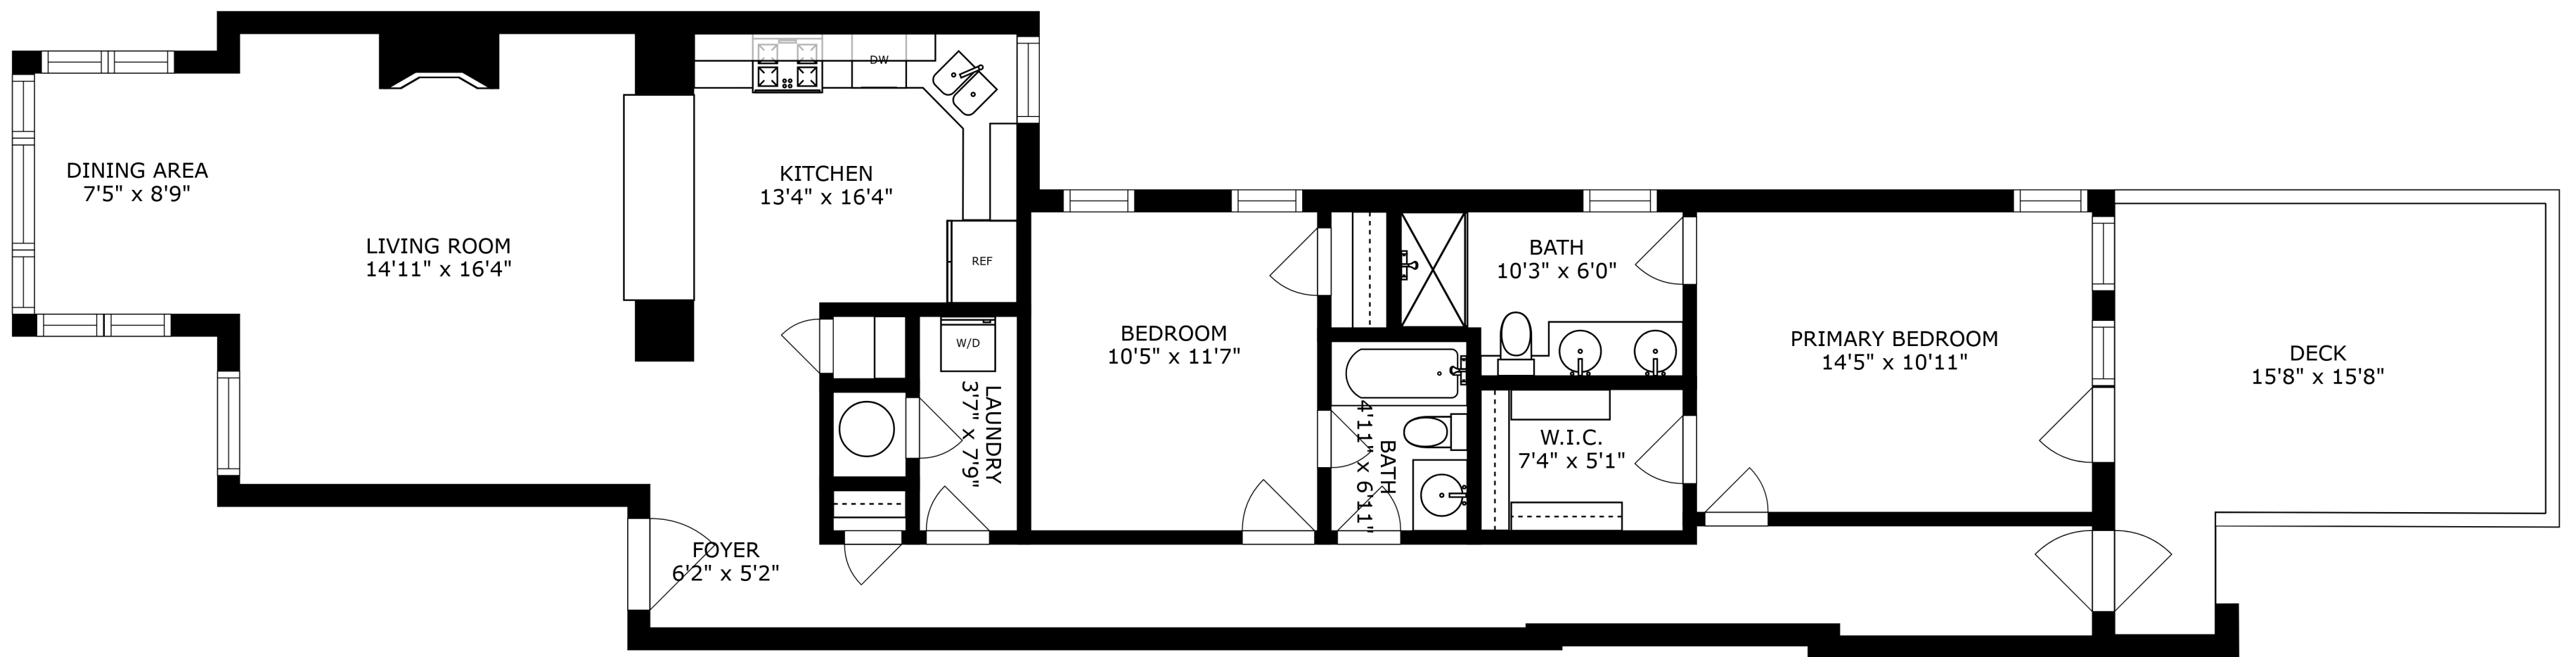 DINING AREA
7'5" x 8'9"
LIVING ROOM
14'11" x 16'4"
KITCHEN
13'4" x 16'4"
DW
REF
W/D
LAUNDRY
3'7" x 7'9"
FOYER
6'2" x 5'2"
BEDROOM
10'5" x 11'7"
BATH
4'11" x 6'11"
BATH
10'3" x 6'0"
W.I.C.
7'4" x 5'1"
PRIMARY BEDROOM
14'5" x 10'11"
DECK
15'8" x 15'8"